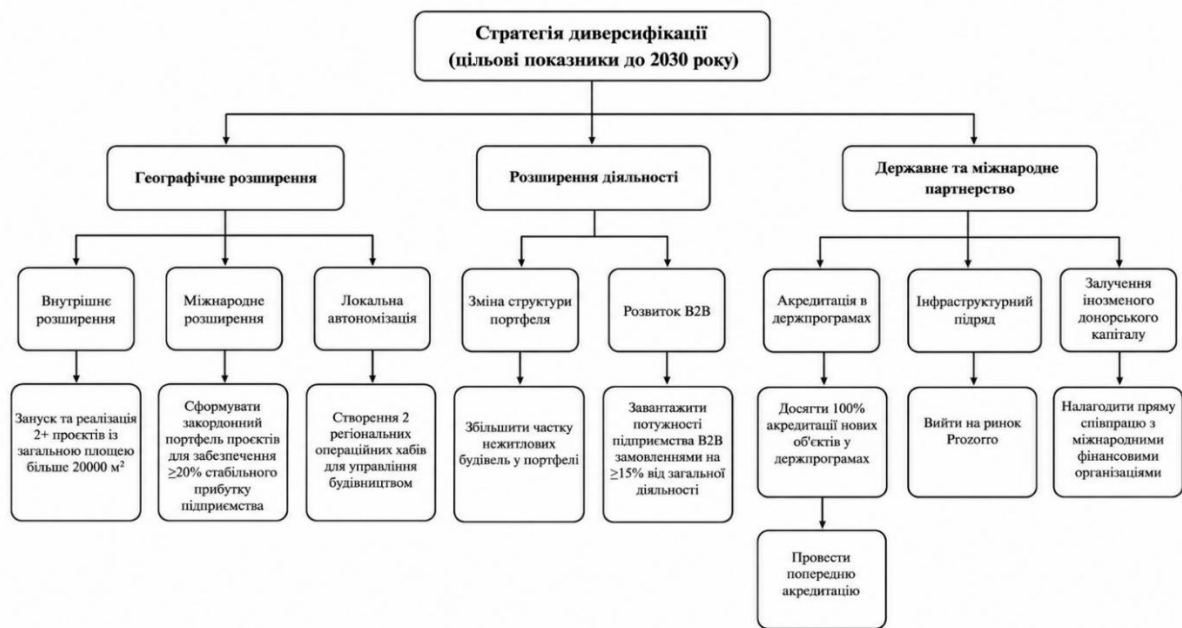 Стратегія диверсифікації
(цільові показники до 2030 року)
Географічне розширення
Розширення діяльності
Державне та міжнародне
партнерство
Внутрішнє
розширення
Міжнародне
розширення
Локальна
автономізація
Зміна структури
портфеля
Розвиток B2B
Акредитація в
держпрограмах
Інфраструктурний
підряд
Залучення
інозменого
донорського
капіталу
Зануск та реалізація
2+ проєктів із
загальною площею
більше 20000 м²
Сформувати
закордонний
портфель проєктів
для забезпечення
≥20% стабільного
прибутку
підприємства
Створення 2
регіональних
операційних хабів
для управління
будівництвом
Збільшити частку
нежитлових
будівель у портфелі
Завантажити
потужності
підприємства B2B
замовленнями на
≥15% від загальної
діяльності
Досягти 100%
акредитації нових
об'єктів у
держпрограмах
Вийти на ринок
Prozorro
Налагодити пряму
співпрацю з
міжнародними
фінансовими
організаціями
Провести
попередню
акредитацію